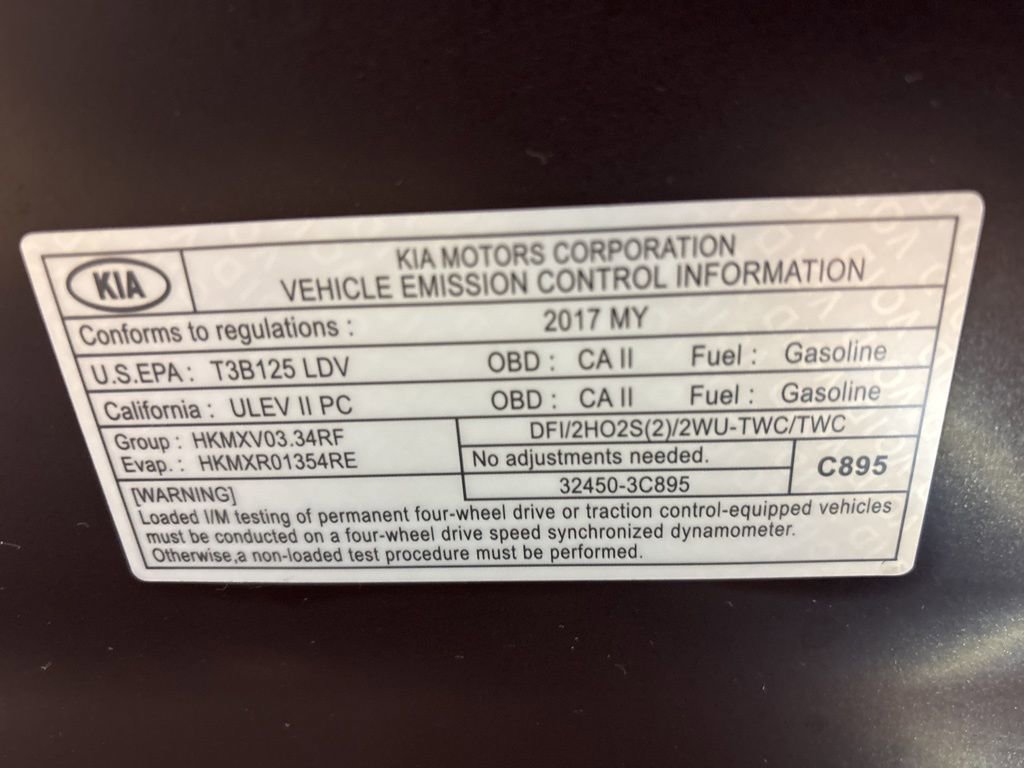 KIA
KIA MOTORS CORPORATION
VEHICLE EMISSION CONTROL INFORMATION
Conforms to regulations : 2017 MY
U.S.EPA : T3B125 LDV OBD : CA II Fuel : Gasoline
California : ULEV II PC OBD : CA II Fuel : Gasoline
Group : HKMXV03.34RF
Evap. : HKMXR01354RE
DFI/2HO2S(2)/2WU-TWC/TWC
No adjustments needed.
32450-3C895
C895
[WARNING]
Loaded I/M testing of permanent four-wheel drive or traction control-equipped vehicles
must be conducted on a four-wheel drive speed synchronized dynamometer.
Otherwise,a non-loaded test procedure must be performed.